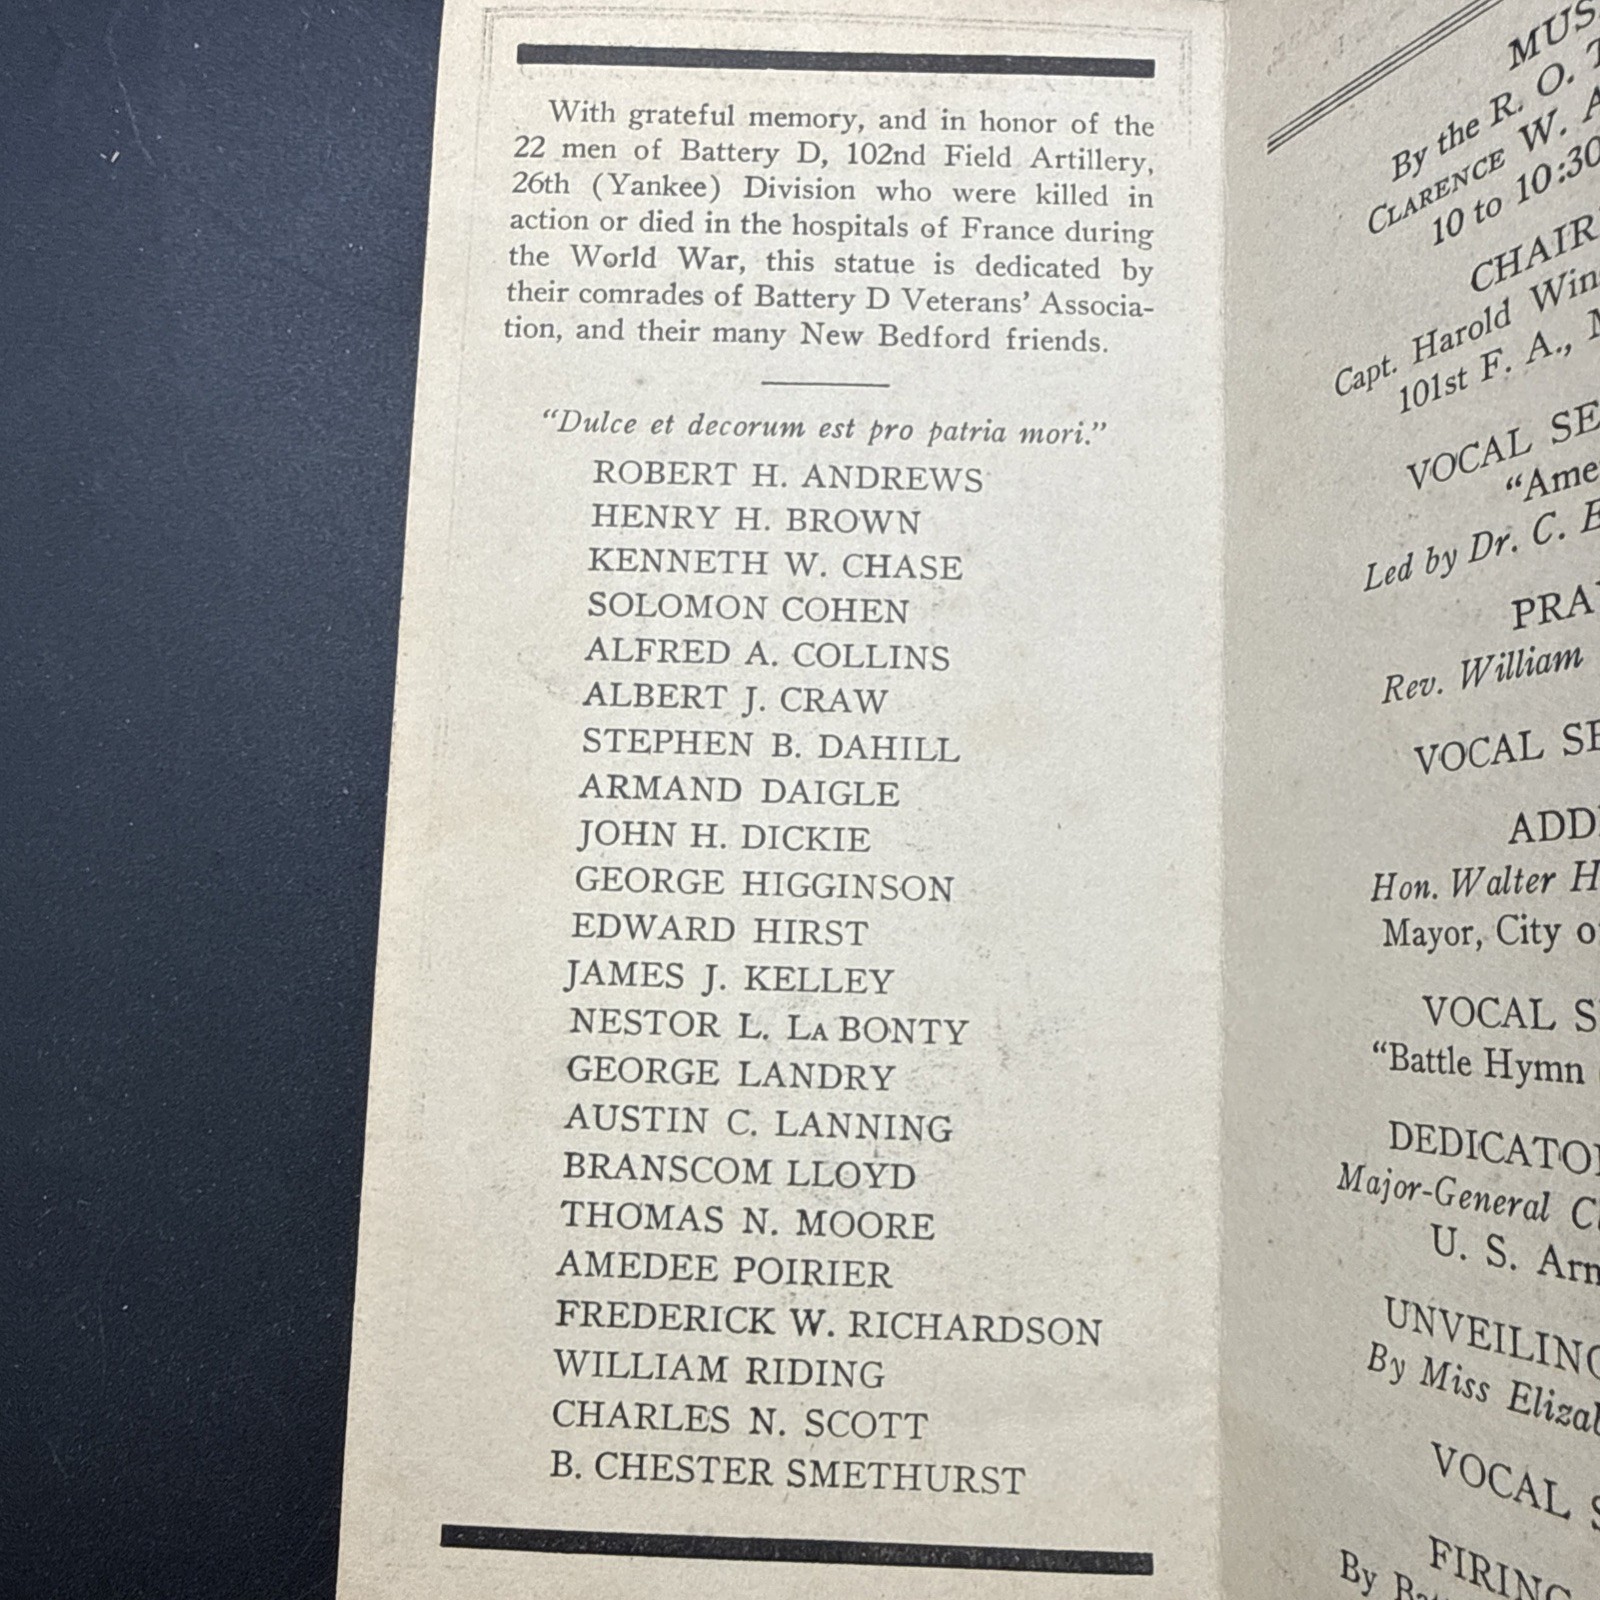 With grateful memory, and in honor of the
22 men of Battery D, 102nd Field Artillery,
26th (Yankee) Division who were killed in
action or died in the hospitals of France during
the World War, this statue is dedicated by
their comrades of Battery D Veterans' Associa-
tion, and their many New Bedford friends.
"Dulce et decorum est pro patria mori."
ROBERT H. ANDREWS
HENRY H. BROWN
KENNETH W. CHASE
SOLOMON COHEN
ALFRED A. COLLINS
ALBERT J. CRAW
STEPHEN B. DAHILL
ARMAND DAIGLE
JOHN H. DICKIE
GEORGE HIGGINSON
EDWARD HIRST
JAMES J. KELLEY
NESTOR L. LA BONTY
GEORGE LANDRY
AUSTIN C. LANNING
BRANSCOM LLOYD
THOMAS N. MOORE
AMEDEE POIRIER
FREDERICK W. RICHARDSON
WILLIAM RIDING
CHARLES N. SCOTT
B. CHESTER SMETHURST
By the R. O.
CLARENCE W.
10 to 10:30
Capt. Harold
101st F. A.,
VOCAL
Led by Dr. C.
Rev. William
VOCAL
Hon. Walter
Mayor, City
VOCAL
"Battle Hymn
Major-General
U. S.
By Miss
VOCAL
FIRING
By